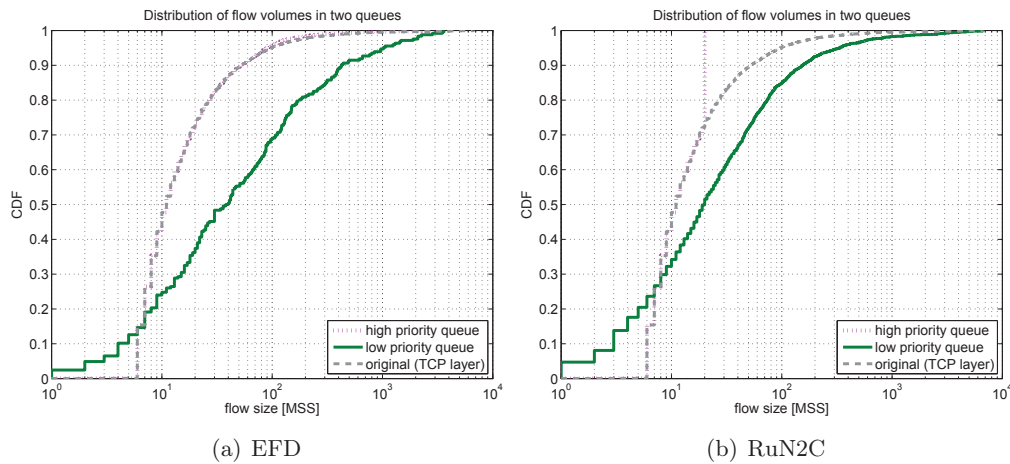 Distribution of flow volumes in two queues
1
0.9
0.8
0.7
0.6
0.5
0.4
0.3
0.2
0.1
0
CDF
high priority queue
low priority queue
original (TCP layer)
10^0
10^1
10^2
10^3
10^4
flow size [MSS]
(a) EFD
Distribution of flow volumes in two queues
1
0.9
0.8
0.7
0.6
0.5
0.4
0.3
0.2
0.1
0
CDF
high priority queue
low priority queue
original (TCP layer)
10^0
10^1
10^2
10^3
10^4
flow size [MSS]
(b) RuN2C